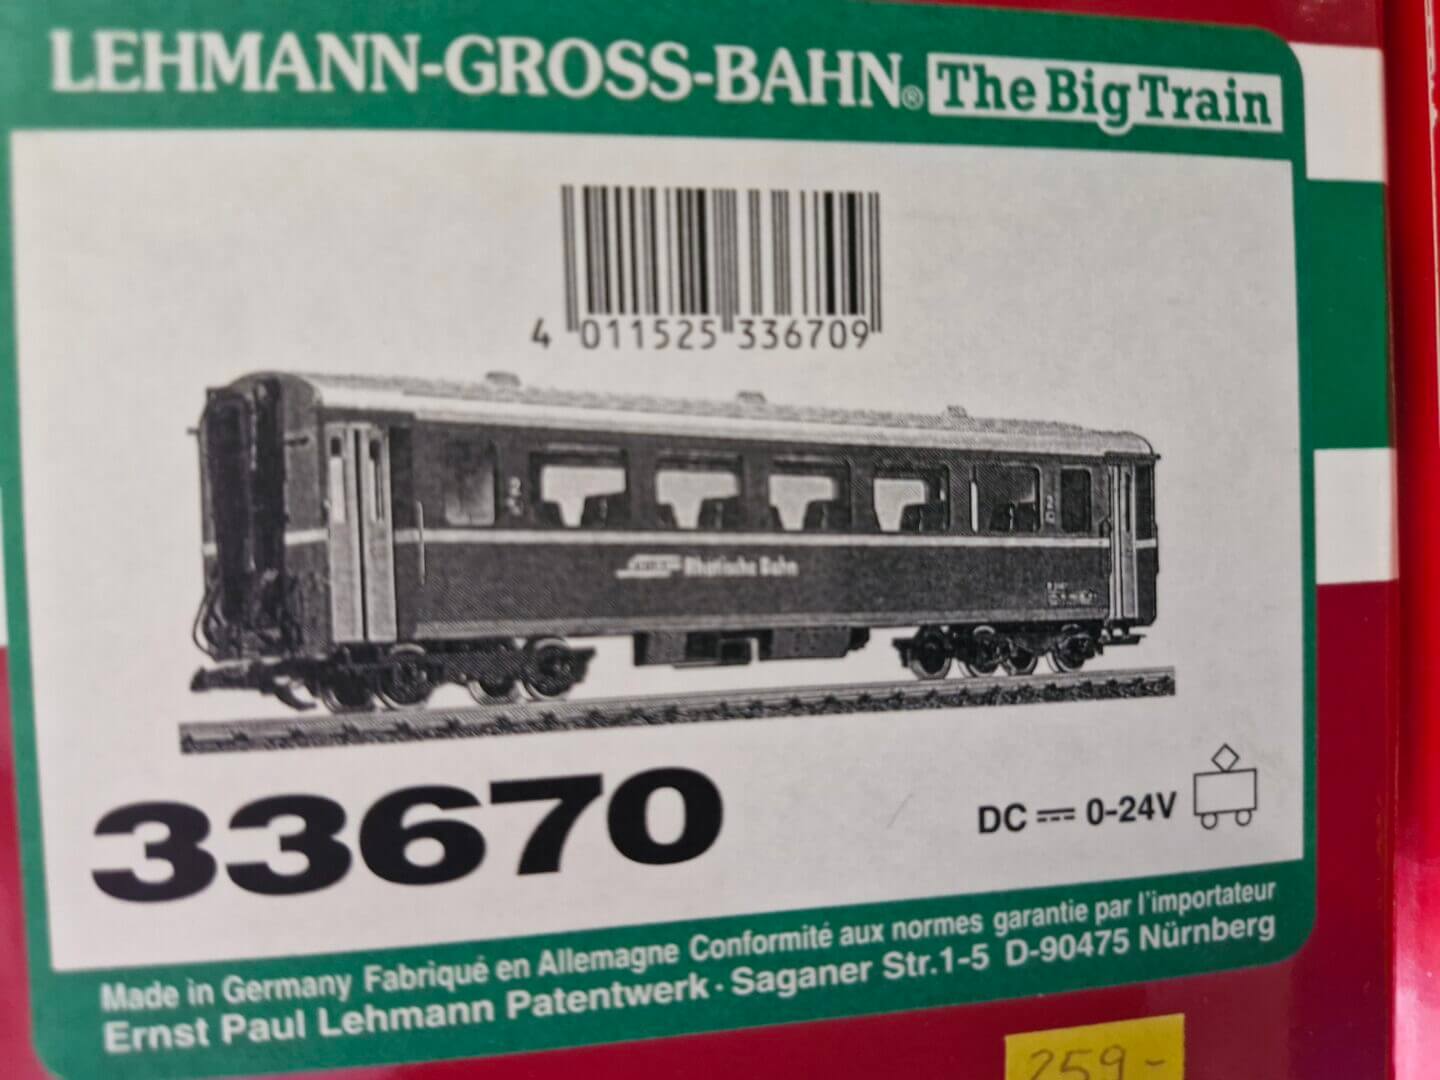 LEHMANN-GROSS-BAHN® The Big Train
4 011525 336709
Rhätische Bahn
33670
DC 0-24V
Made in Germany Fabriqué en Allemagne Conformité aux normes garantie par l'importateur
Ernst Paul Lehmann Patentwerk · Saganer Str.1-5 D-90475 Nürnberg
259-